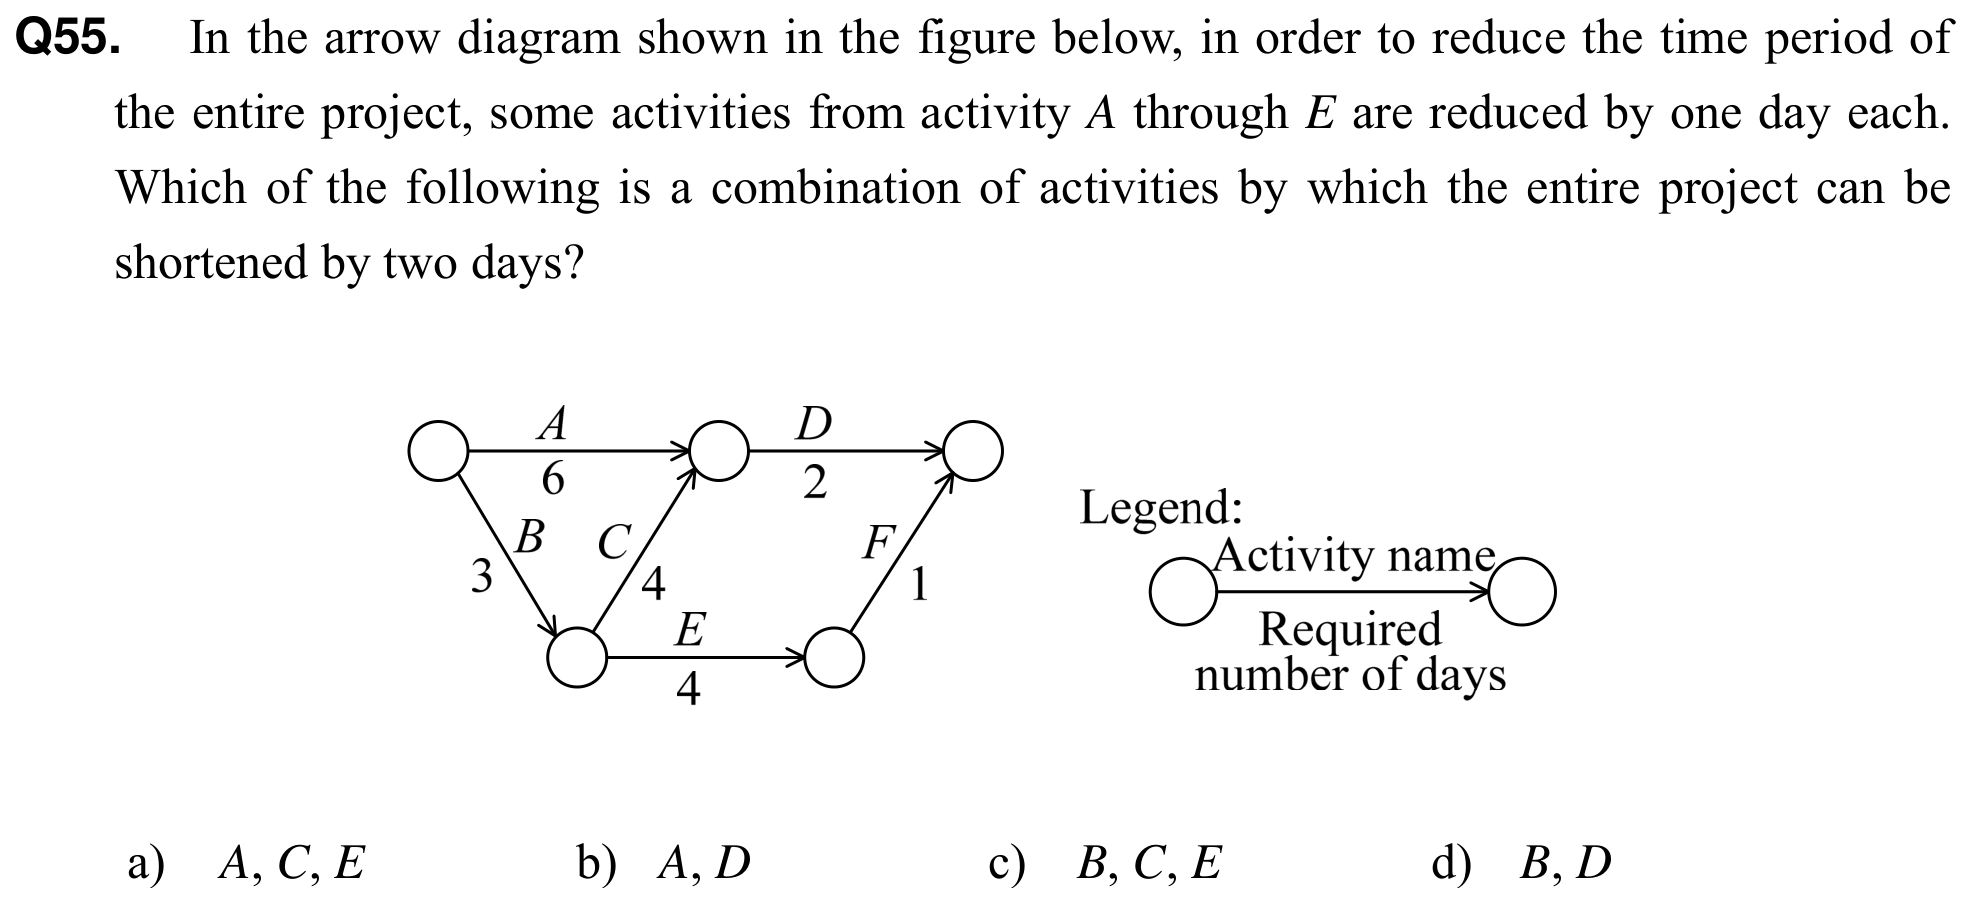 Q55. In the arrow diagram shown in the figure below, in order to reduce the time period of
the entire project, some activities from activity A through E are reduced by one day each.
Which of the following is a combination of activities by which the entire project can be
shortened by two days?
A
6
D
2
B
3
C
4
F
1
E
4
Legend:
Activity name
Required
number of days
a) A, C, E b) A, D c) B, C, E d) B, D